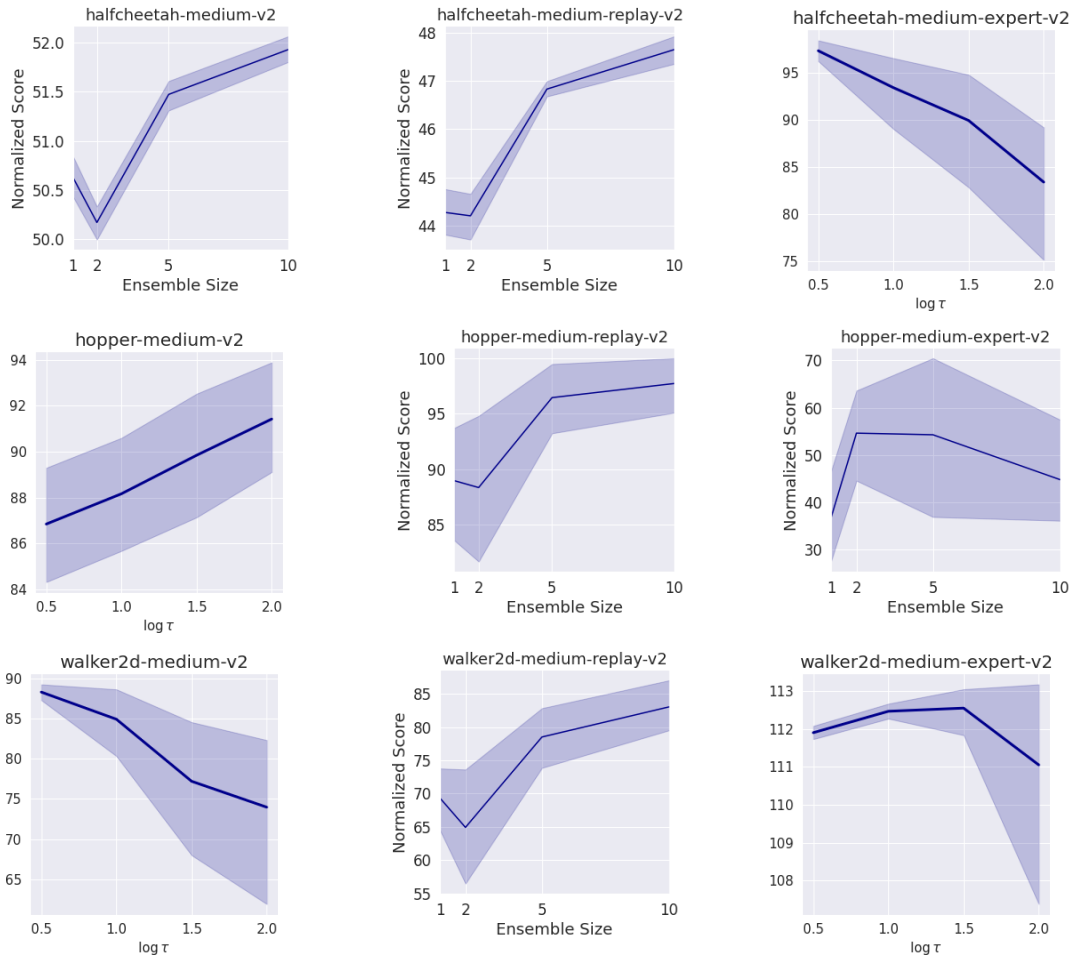 halfcheetah-medium-v2
Normalized Score
52.0
51.5
51.0
50.5
50.0
1 2 5 10
Ensemble Size
halfcheetah-medium-replay-v2
Normalized Score
48
47
46
45
44
1 2 5 10
Ensemble Size
halfcheetah-medium-expert-v2
95
90
85
80
75
0.5 1.0 1.5 2.0
log τ
hopper-medium-v2
94
92
90
88
86
84
0.5 1.0 1.5 2.0
log τ
hopper-medium-replay-v2
Normalized Score
100
95
90
85
1 2 5 10
Ensemble Size
hopper-medium-expert-v2
Normalized Score
70
60
50
40
30
1 2 5 10
Ensemble Size
walker2d-medium-v2
90
85
80
75
70
65
0.5 1.0 1.5 2.0
log τ
walker2d-medium-replay-v2
Normalized Score
85
80
75
70
65
60
55
1 2 5 10
Ensemble Size
walker2d-medium-expert-v2
113
112
111
110
109
108
0.5 1.0 1.5 2.0
log τ